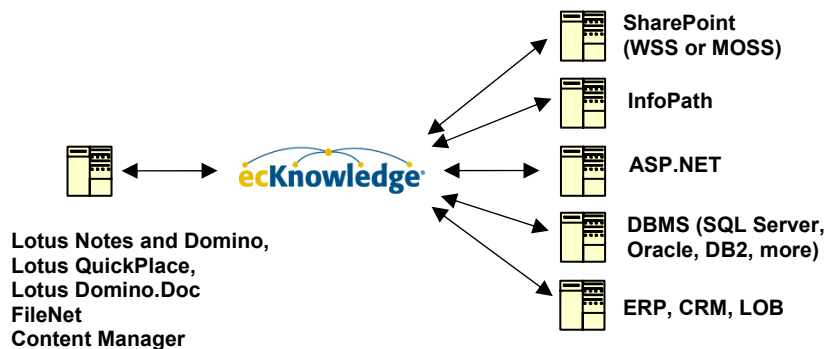 SharePoint
(WSS or MOSS)
InfoPath
ecKnowledge®
ASP.NET
Lotus Notes and Domino,
Lotus QuickPlace,
Lotus Domino.Doc
FileNet
Content Manager
DBMS (SQL Server,
Oracle, DB2, more)
ERP, CRM, LOB